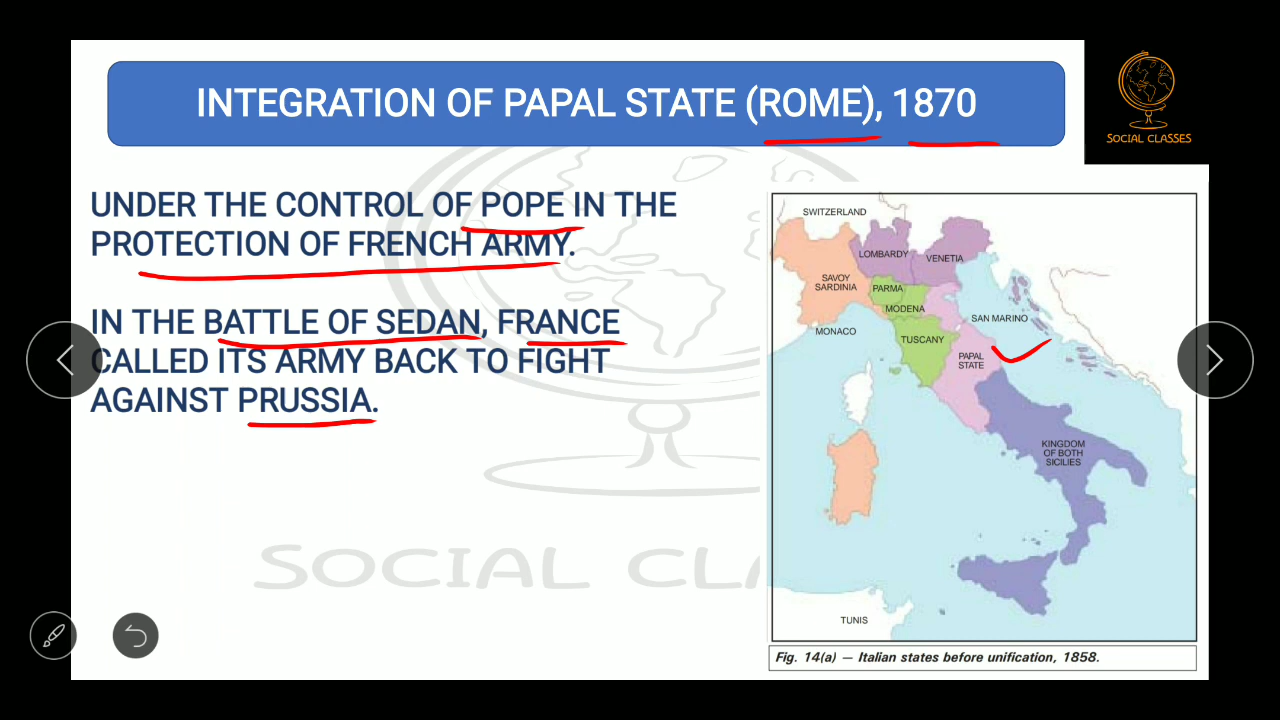 INTEGRATION OF PAPAL STATE (ROME), 1870
SOCIAL CLASSES
UNDER THE CONTROL OF POPE IN THE
PROTECTION OF FRENCH ARMY.
IN THE BATTLE OF SEDAN, FRANCE
CALLED ITS ARMY BACK TO FIGHT
AGAINST PRUSSIA.
SOCIAL CLA
SWITZERLAND
LOMBARDY
VENETIA
SAVOY
SARDINIA
PARMA
MODENA
SAN MARINO
MONACO
TUSCANY
PAPAL
STATE
KINGDOM
OF BOTH
SICILIES
TUNIS
Fig. 14(a) — Italian states before unification, 1858.